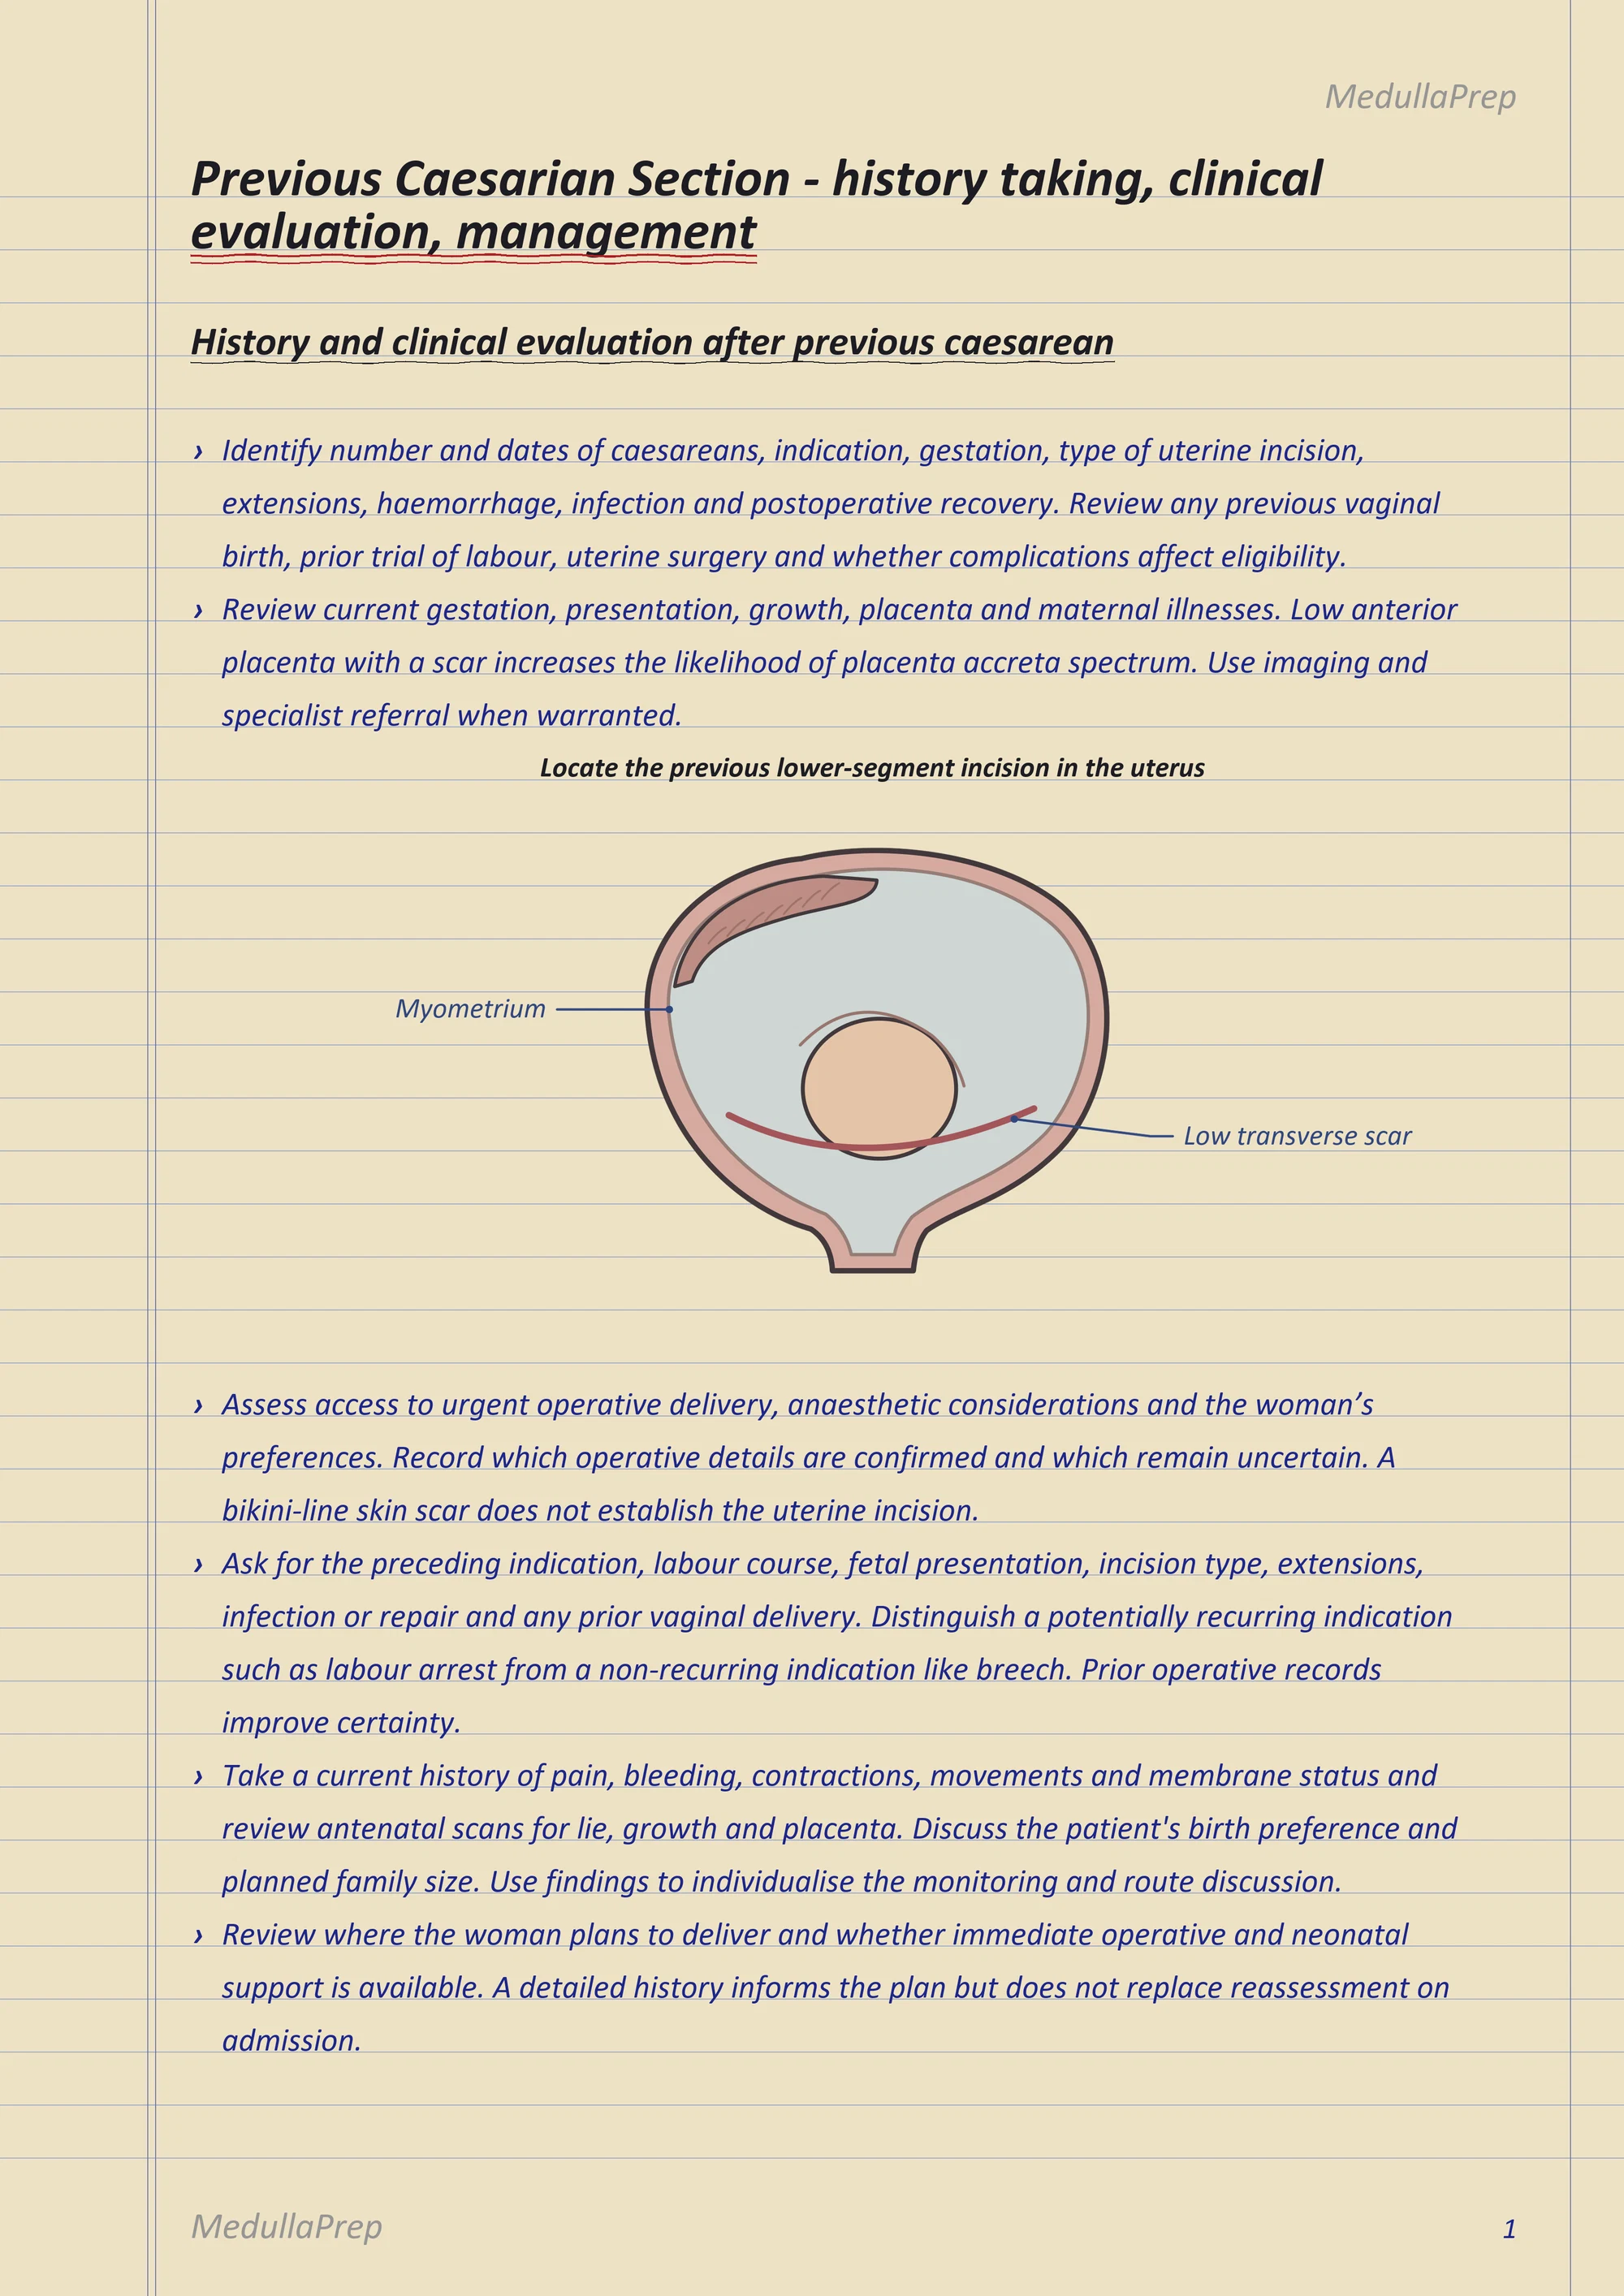 MedullaPrep
Previous Caesarian Section - history taking, clinical
evaluation, management
History and clinical evaluation after previous caesarean
› Identify number and dates of caesareans, indication, gestation, type of uterine incision,
extensions, haemorrhage, infection and postoperative recovery. Review any previous vaginal
birth, prior trial of labour, uterine surgery and whether complications affect eligibility.
› Review current gestation, presentation, growth, placenta and maternal illnesses. Low anterior
placenta with a scar increases the likelihood of placenta accreta spectrum. Use imaging and
specialist referral when warranted.
Locate the previous lower-segment incision in the uterus
Myometrium
Low transverse scar
› Assess access to urgent operative delivery, anaesthetic considerations and the woman’s
preferences. Record which operative details are confirmed and which remain uncertain. A
bikini-line skin scar does not establish the uterine incision.
› Ask for the preceding indication, labour course, fetal presentation, incision type, extensions,
infection or repair and any prior vaginal delivery. Distinguish a potentially recurring indication
such as labour arrest from a non-recurring indication like breech. Prior operative records
improve certainty.
› Take a current history of pain, bleeding, contractions, movements and membrane status and
review antenatal scans for lie, growth and placenta. Discuss the patient's birth preference and
planned family size. Use findings to individualise the monitoring and route discussion.
› Review where the woman plans to deliver and whether immediate operative and neonatal
support is available. A detailed history informs the plan but does not replace reassessment on
admission.
MedullaPrep
1